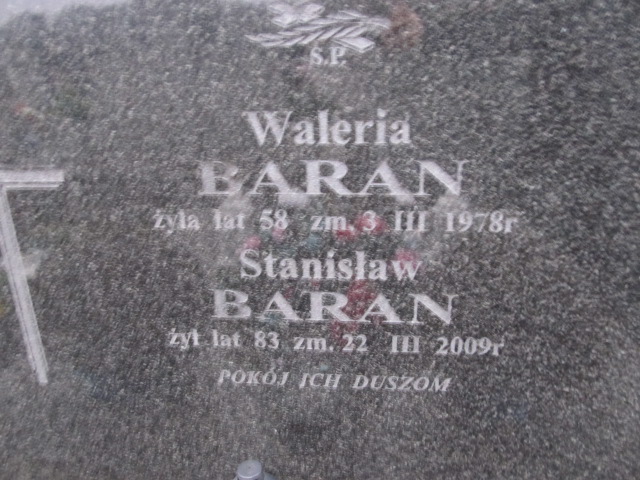 Ś.P.
Waleria
BARAN
żyła lat 58 zm. 3 III 1978r
Stanisław
BARAN
żył lat 83 zm. 22 III 2009r
POKÓJ ICH DUSZOM